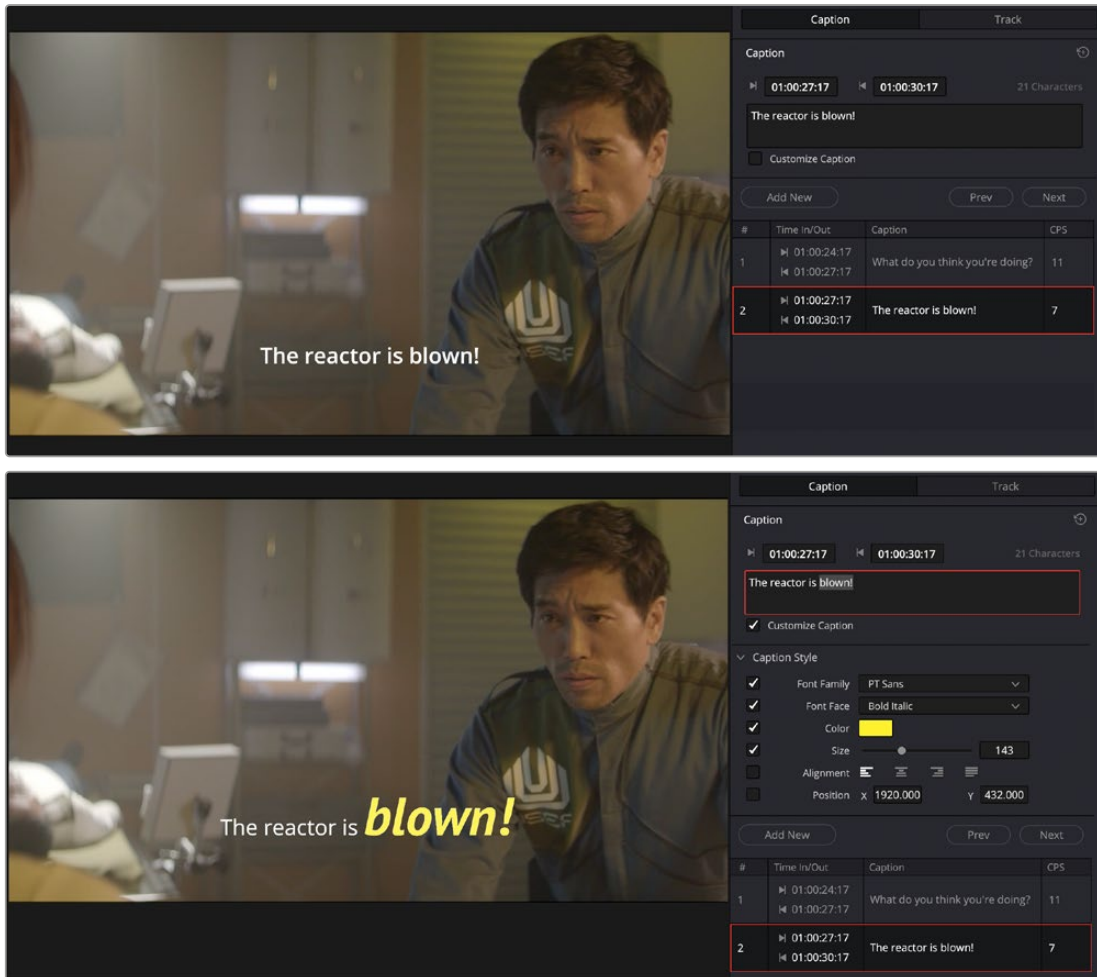 Caption Track
Caption
01:00:27:17 01:00:30:17 21 Characters
The reactor is blown!
Customize Caption
Add New Prev Next
# Time In/Out Caption CPS
1 01:00:24:17 What do you think you're doing? 11
01:00:27:17
2 01:00:27:17 The reactor is blown! 7
01:00:30:17
U
SEF
The reactor is blown!
Caption Track
Caption
01:00:27:17 01:00:30:17 21 Characters
The reactor is blown!
Customize Caption
Caption Style
Font Family PT Sans
Font Face Bold Italic
Color
Size 143
Alignment
Position X 1920.000 Y 432.000
Add New Prev Next
# Time In/Out Caption CPS
1 01:00:24:17 What do you think you're doing? 11
01:00:27:17
2 01:00:27:17 The reactor is blown! 7
01:00:30:17
U
The reactor is blown!